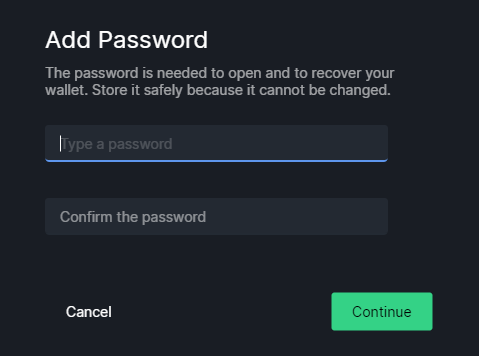 Add Password
The password is needed to open and to recover your
wallet. Store it safely because it cannot be changed.
Type a password
Confirm the password
Cancel
Continue